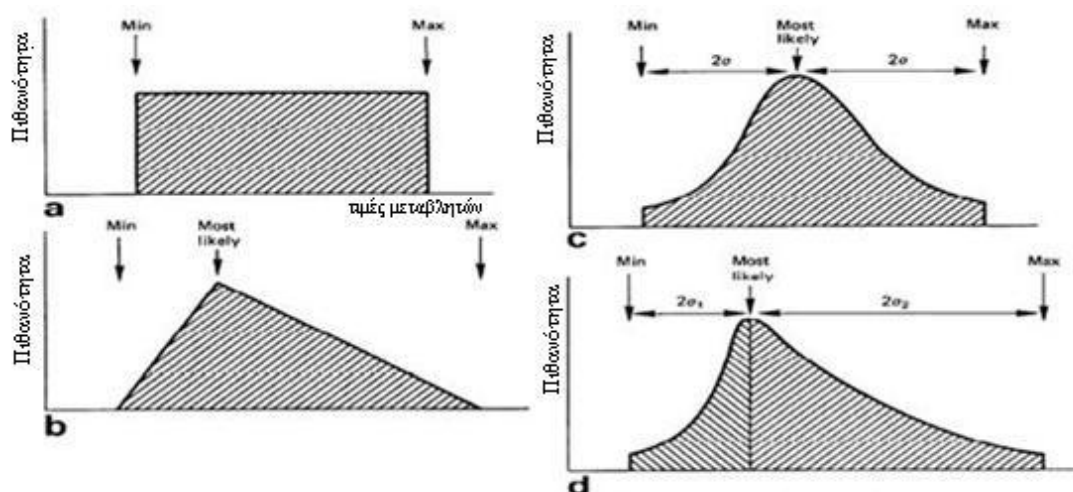 Min
Max
Πιθανότητα
a
τιμές μεταβλητών
Min
Most
likely
Max
Πιθανότητα
b
Min
Most
likely
Max
2σ
2σ
Πιθανότητα
c
Min
Most
likely
Max
2σ₁
2σ₂
Πιθανότητα
d